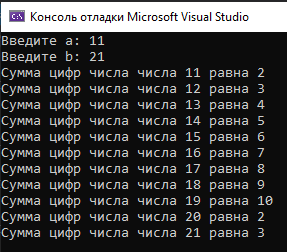 Консоль отладки Microsoft Visual Studio
Введите a: 11
Введите b: 21
Сумма цифр числа числа 11 равна 2
Сумма цифр числа числа 12 равна 3
Сумма цифр числа числа 13 равна 4
Сумма цифр числа числа 14 равна 5
Сумма цифр числа числа 15 равна 6
Сумма цифр числа числа 16 равна 7
Сумма цифр числа числа 17 равна 8
Сумма цифр числа числа 18 равна 9
Сумма цифр числа числа 19 равна 10
Сумма цифр числа числа 20 равна 2
Сумма цифр числа числа 21 равна 3